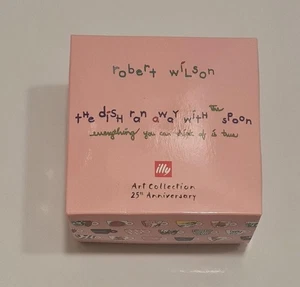 robert wilson
the dish ran away with the spoon
everything you can think of is true
illy
Art Collection
25th Anniversary